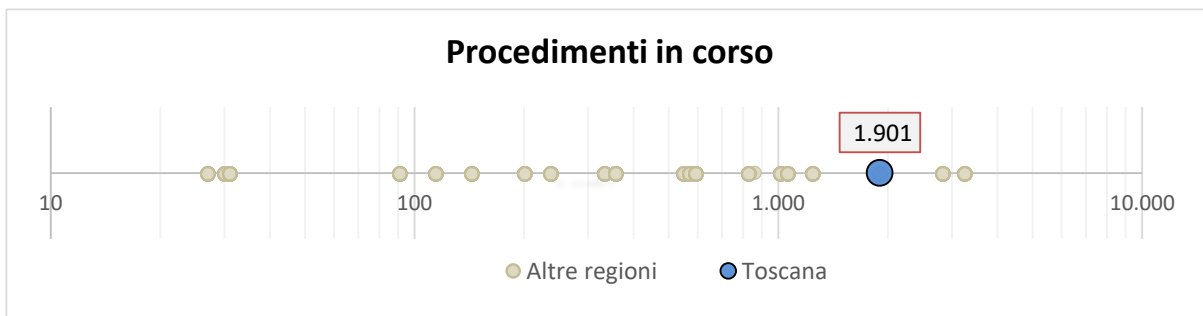 Procedimenti in corso
1.901
10 100 1.000 10.000
Altre regioni Toscana